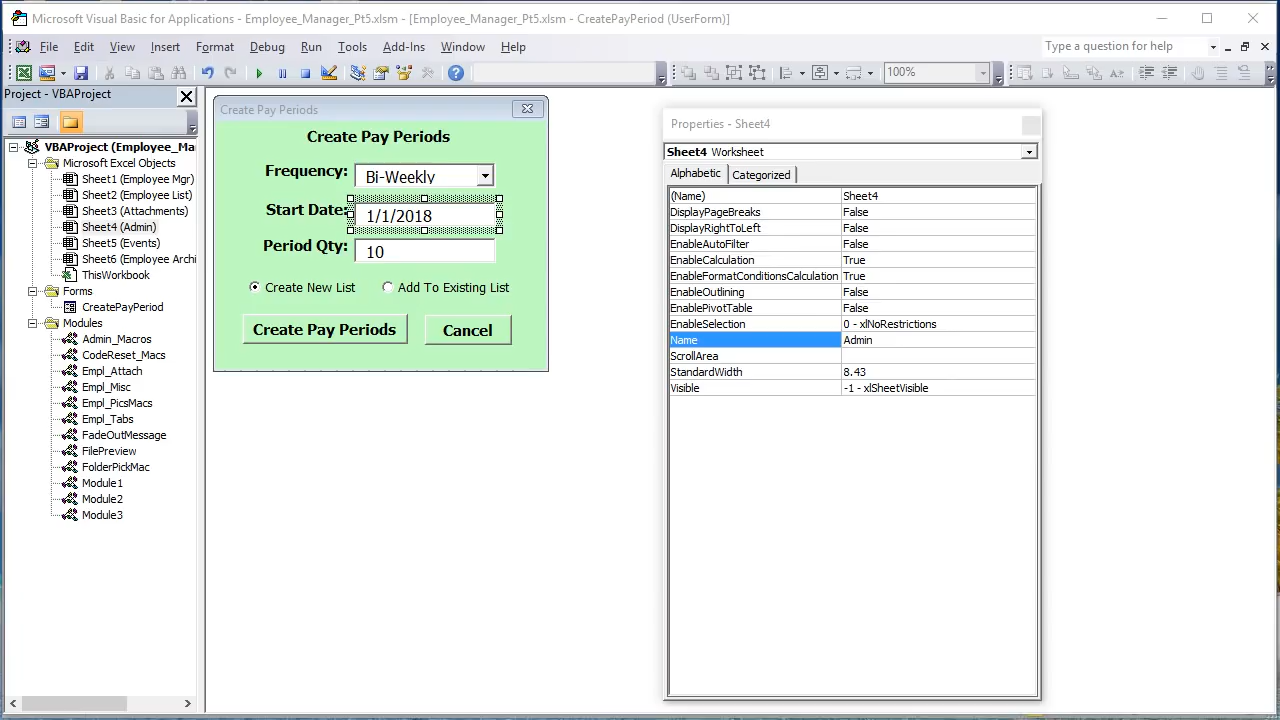 Microsoft Visual Basic for Applications - Employee_Manager_Pt5.xlsm - [Employee_Manager_Pt5.xlsm - CreatePayPeriod (UserForm)]
File Edit View Insert Format Debug Run Tools Add-Ins Window Help
Type a question for help
100%
Project - VBAProject
VBAProject (Employee_Ma
Microsoft Excel Objects
Sheet1 (Employee Mgr)
Sheet2 (Employee List)
Sheet3 (Attachments)
Sheet4 (Admin)
Sheet5 (Events)
Sheet6 (Employee Archi
ThisWorkbook
Forms
CreatePayPeriod
Modules
Admin_Macros
CodeReset_Macs
Empl_Attach
Empl_Misc
Empl_PicsMacs
Empl_Tabs
FadeOutMessage
FilePreview
FolderPickMac
Module1
Module2
Module3
Create Pay Periods
Create Pay Periods
Frequency: Bi-Weekly
Start Date: 1/1/2018
Period Qty: 10
Create New List Add To Existing List
Create Pay Periods Cancel
Properties - Sheet4
Sheet4 Worksheet
Alphabetic Categorized
(Name) Sheet4
DisplayPageBreaks False
DisplayRightToLeft False
EnableAutoFilter False
EnableCalculation True
EnableFormatConditionsCalculation True
EnableOutlining False
EnablePivotTable False
EnableSelection 0 - xlNoRestrictions
Name Admin
ScrollArea
StandardWidth 8.43
Visible -1 - xlSheetVisible